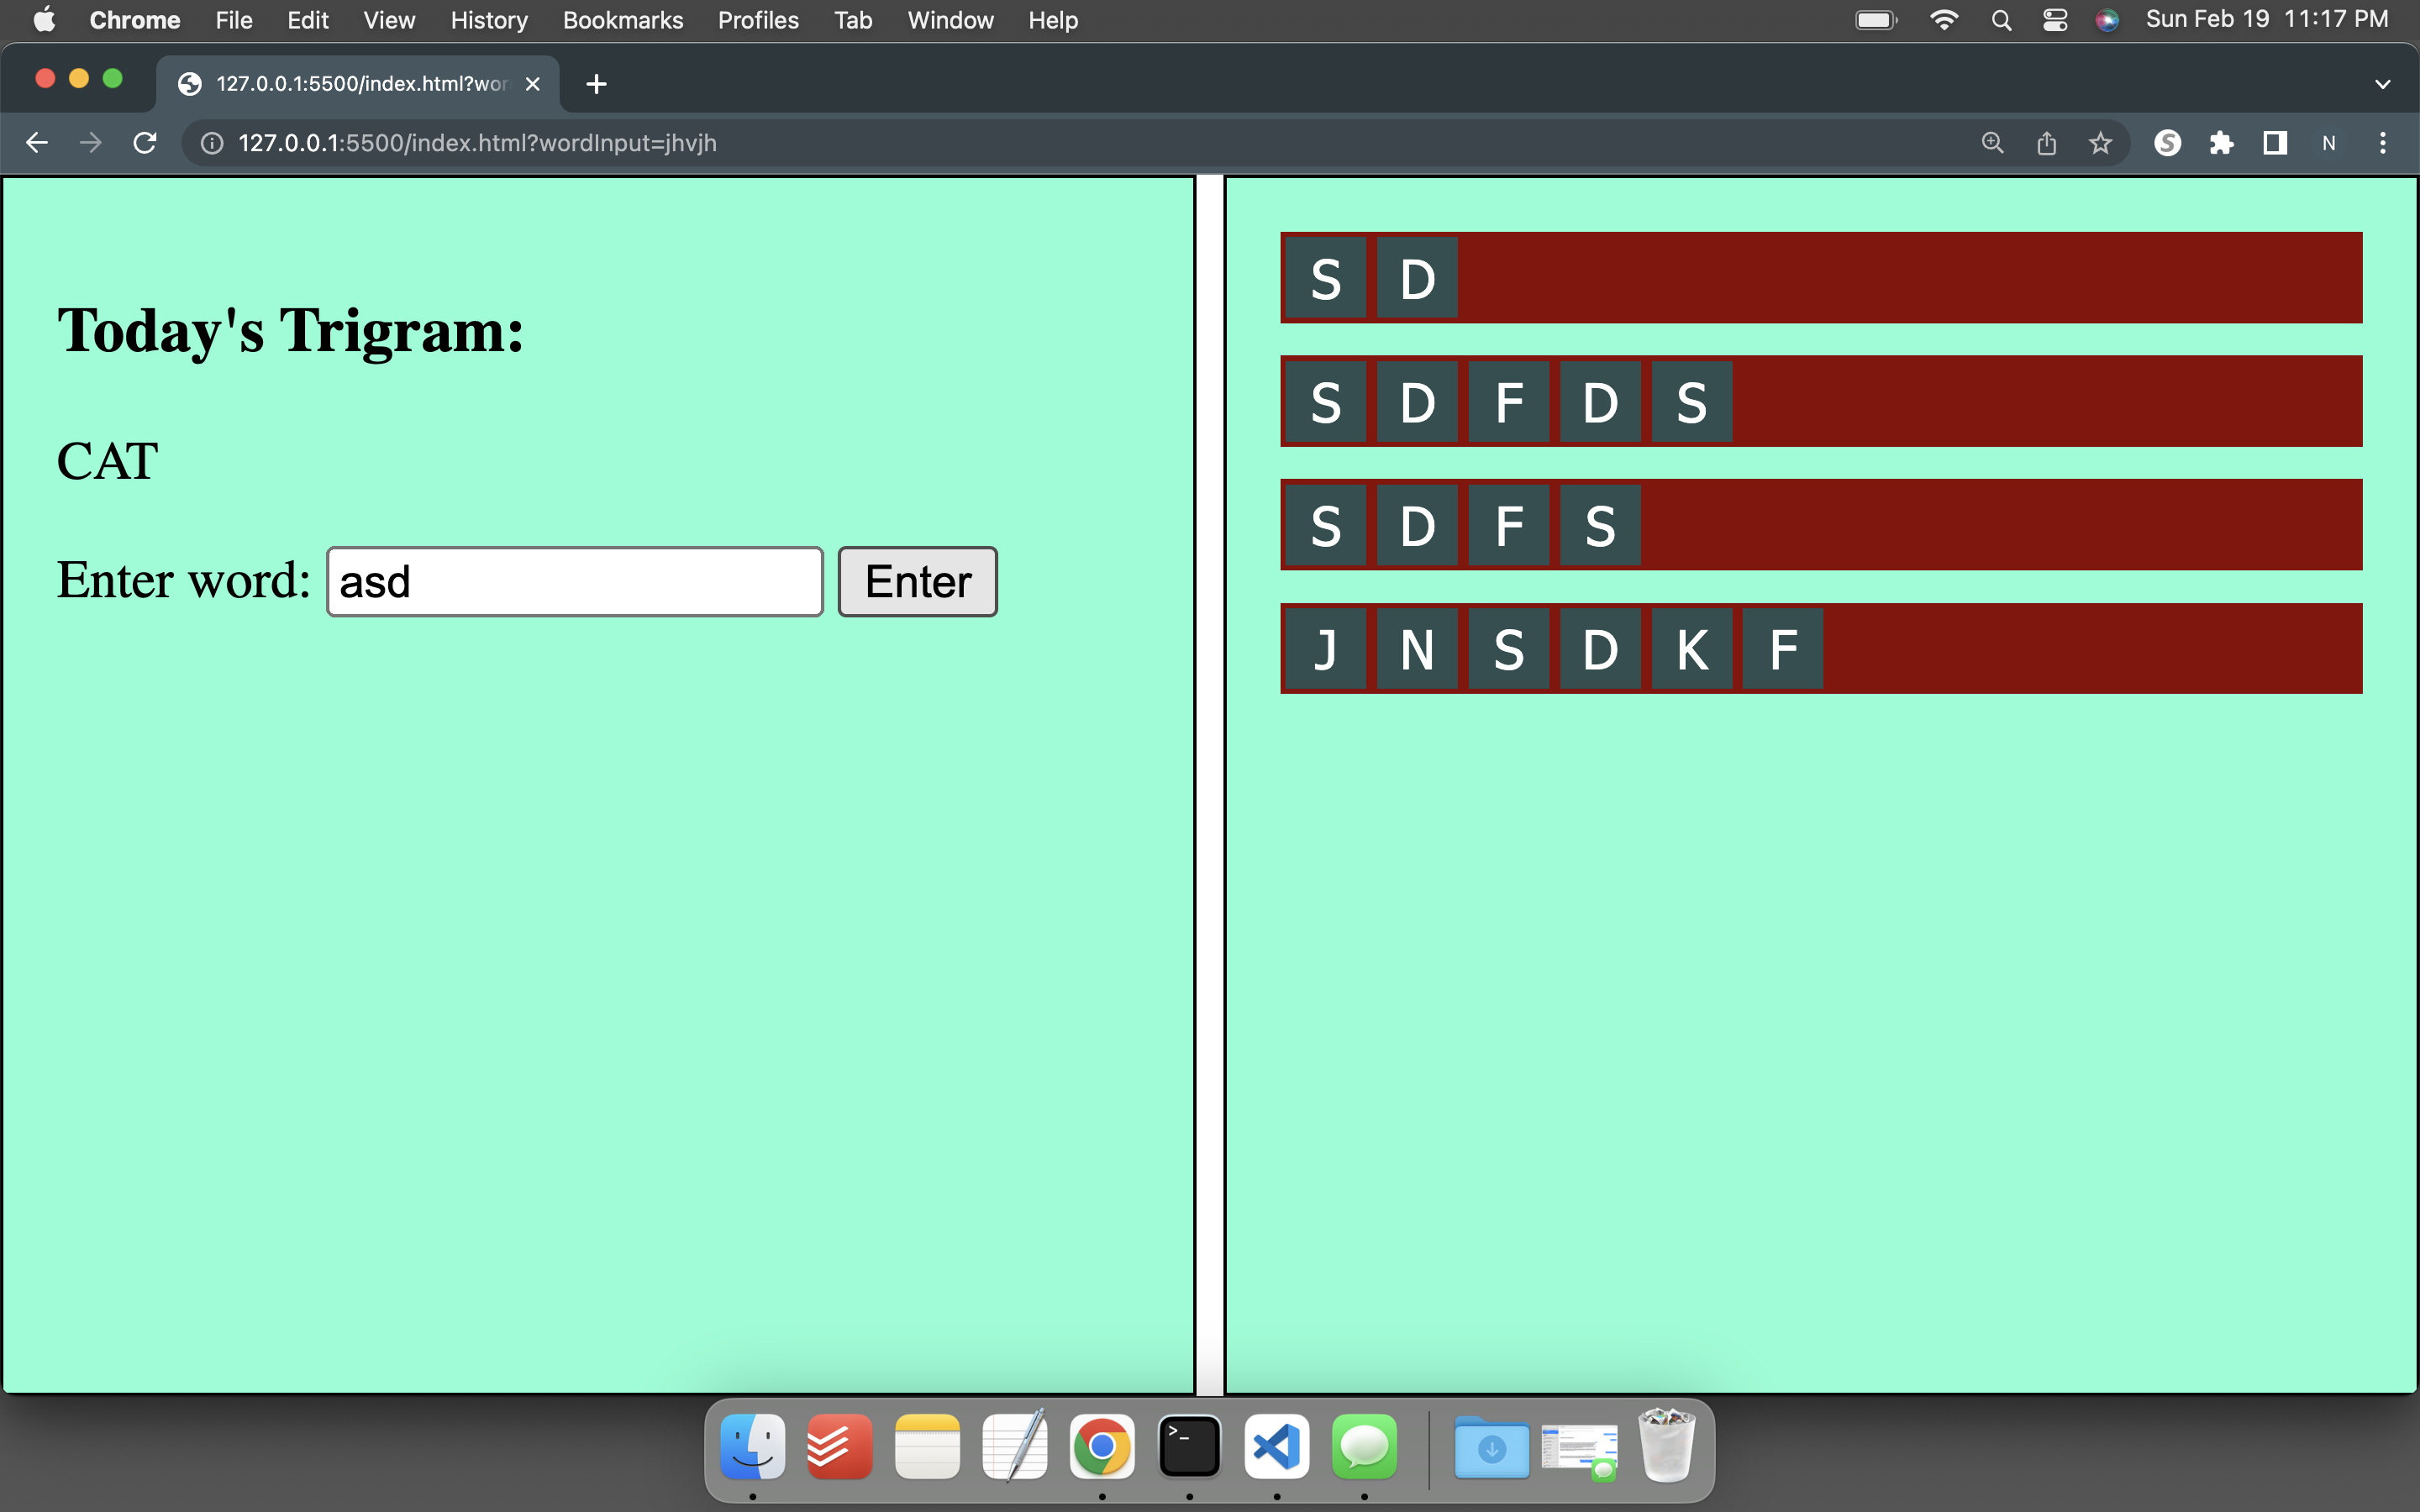 Chrome File Edit View History Bookmarks Profiles Tab Window Help Sun Feb 19 11:17 PM
127.0.0.1:5500/index.html?wor
127.0.0.1:5500/index.html?wordInput=jhvjh N
Today's Trigram:
CAT
Enter word: asd Enter
S D
S D F D S
S D F S
J N S D K F